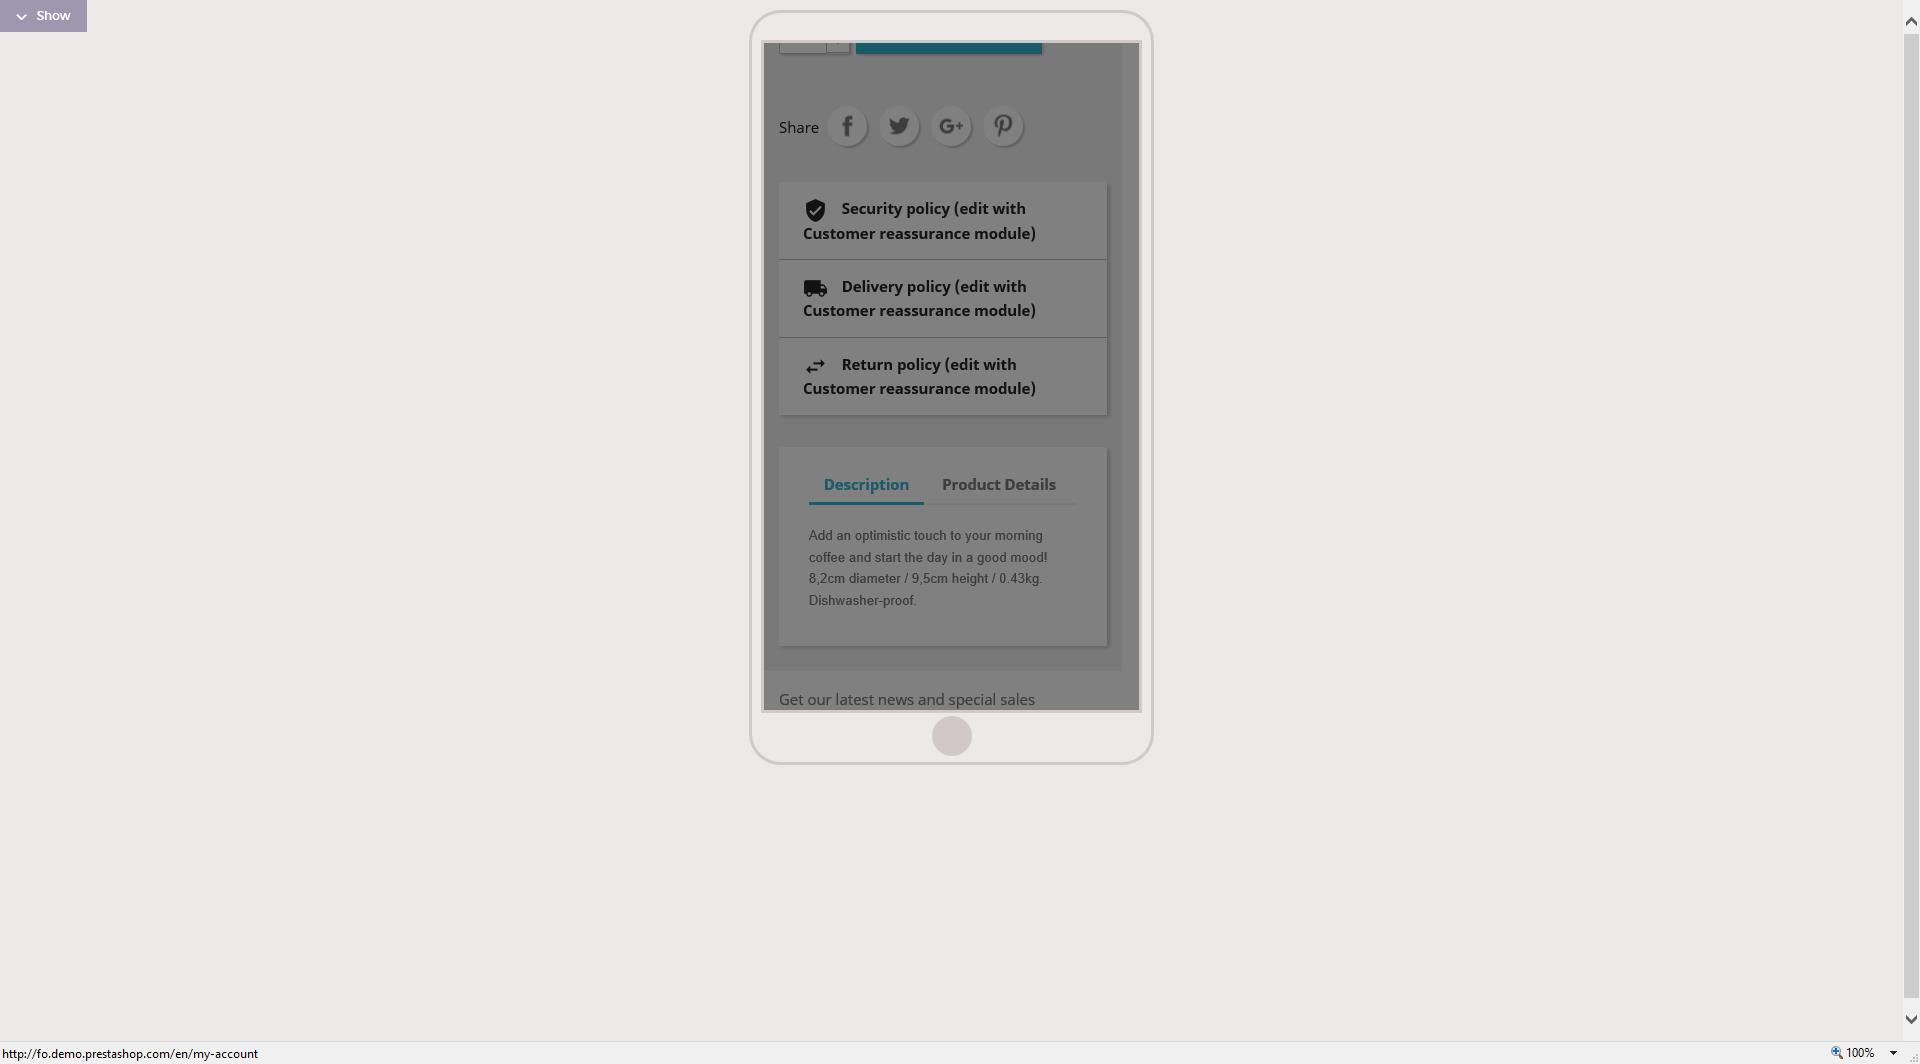 Show
Share
Security policy (edit with
Customer reassurance module)
Delivery policy (edit with
Customer reassurance module)
Return policy (edit with
Customer reassurance module)
Description Product Details
Add an optimistic touch to your morning
coffee and start the day in a good mood!
8,2cm diameter / 9,5cm height / 0.43kg.
Dishwasher-proof.
Get our latest news and special sales
http://fo.demo.prestashop.com/en/my-account
100%